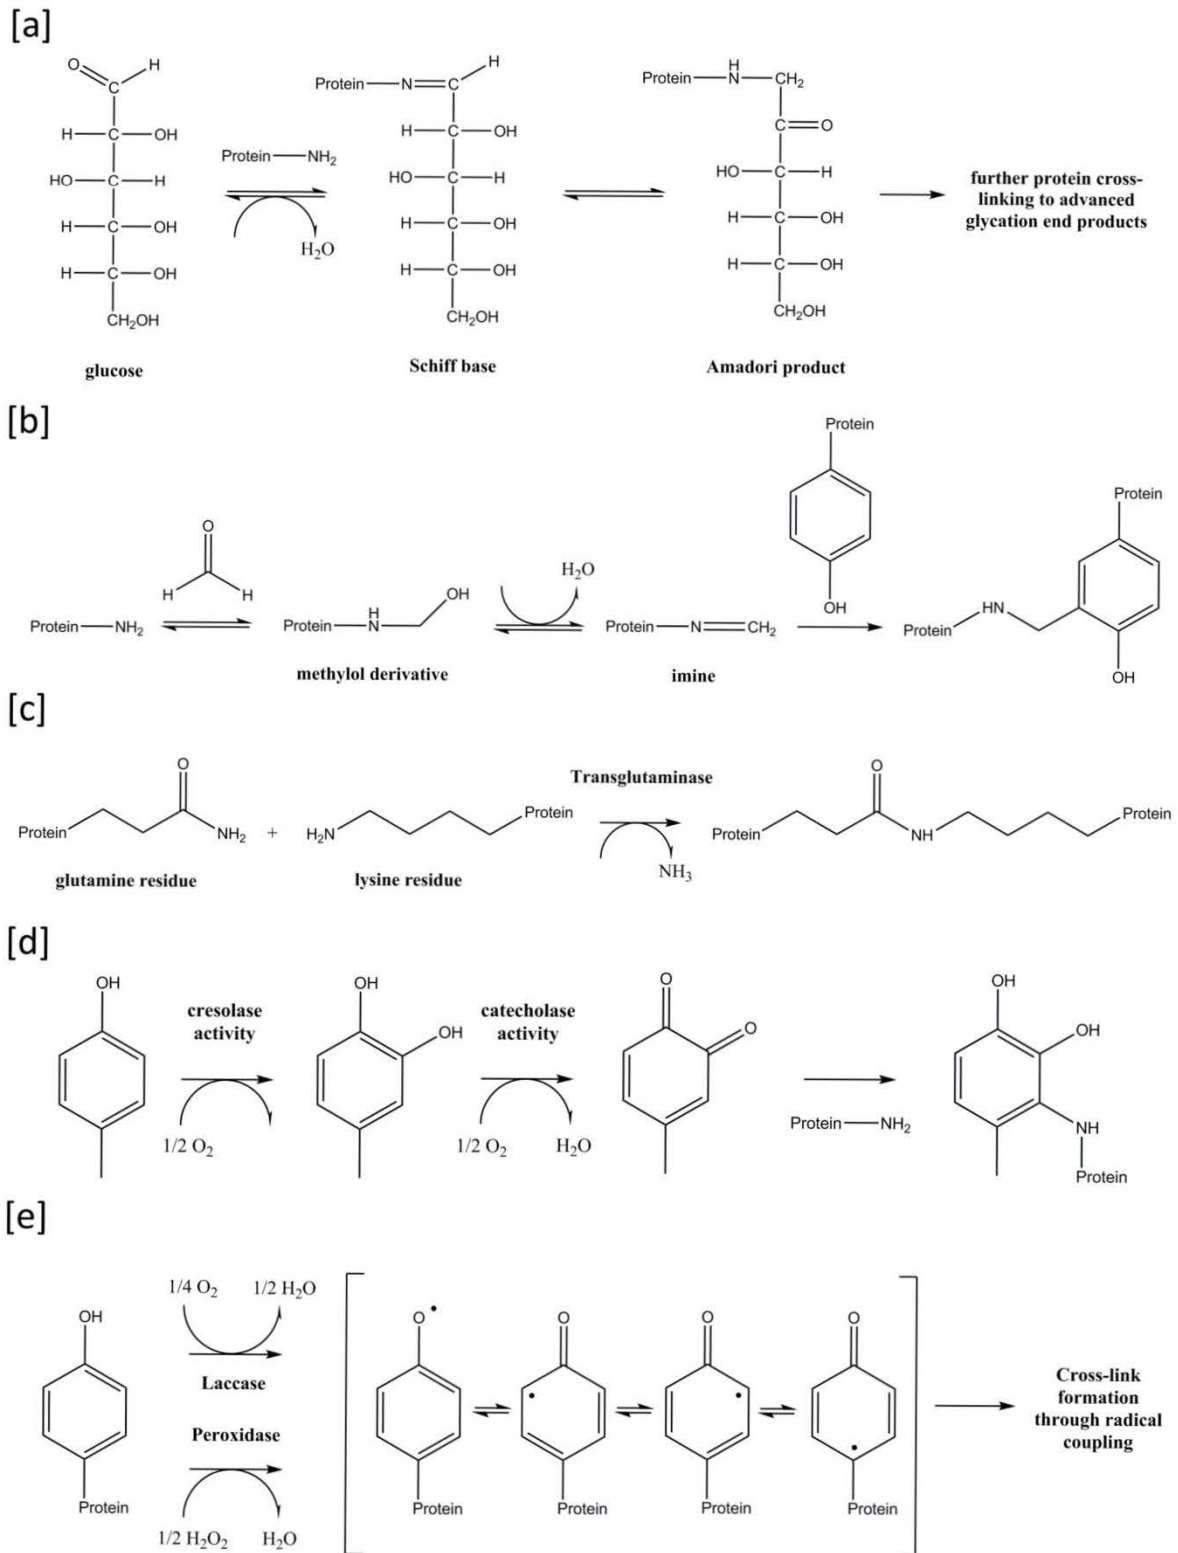 [a]
O H
C
H C OH
HO C H
H C OH
H C OH
CH₂OH
glucose
Protein NH₂
H₂O
H
Protein N C
H C OH
HO C H
H C OH
H C OH
CH₂OH
Schiff base
H
Protein N CH₂
C O
HO C H
H C OH
H C OH
CH₂OH
Amadori product
further protein cross-
linking to advanced
glycation end products
[b]
Protein NH₂
O
H H
H
Protein N
OH
methylol derivative
H₂O
Protein N CH₂
imine
Protein
OH
Protein
HN
Protein
OH
[c]
O
Protein NH₂
glutamine residue
+
H₂N Protein
lysine residue
Transglutaminase
NH₃
O
Protein NH Protein
[d]
OH
cresolase
activity
1/2 O₂
OH
OH
catecholase
activity
1/2 O₂ H₂O
O
O
Protein NH₂
OH
OH
NH
Protein
[e]
OH
Protein
1/4 O₂ 1/2 H₂O
Laccase
Peroxidase
1/2 H₂O₂ H₂O
O •
Protein
O
•
Protein
O
•
Protein
O
•
Protein
Cross-link
formation
through radical
coupling